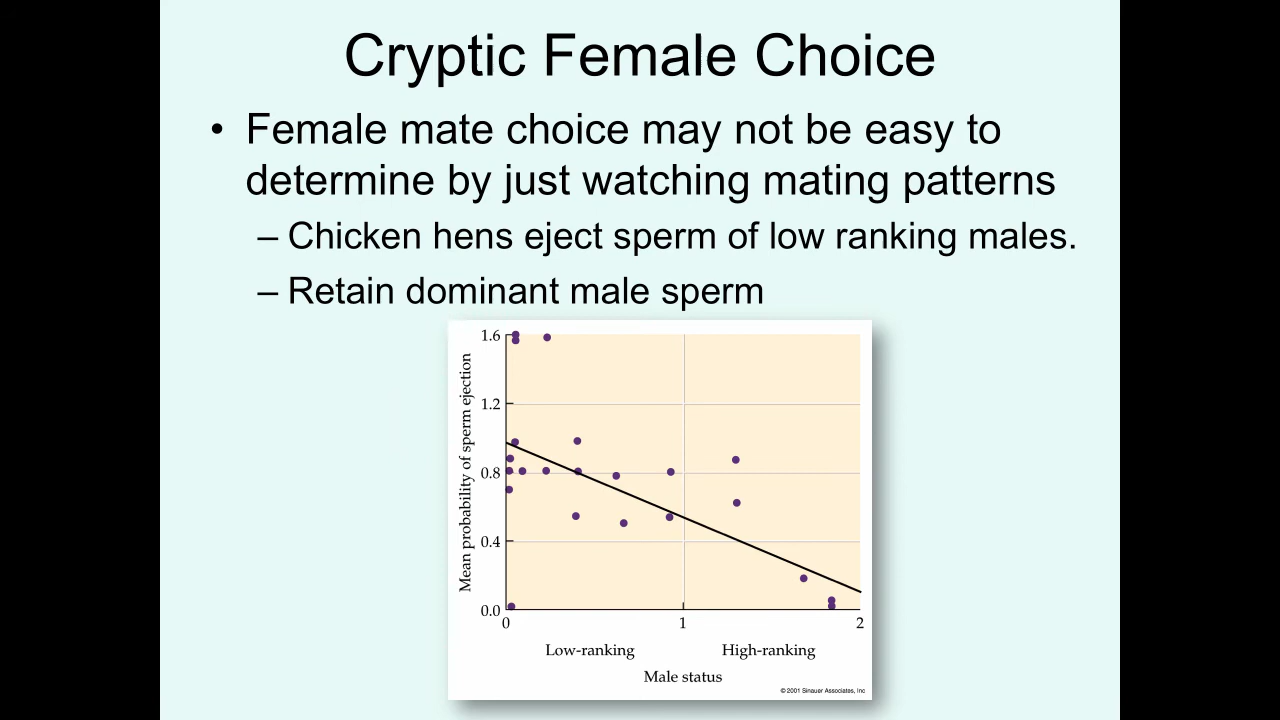 Cryptic Female Choice
• Female mate choice may not be easy to
determine by just watching mating patterns
– Chicken hens eject sperm of low ranking males.
– Retain dominant male sperm
Mean probability of sperm ejection
1.6
1.2
0.8
0.4
0.0
0 1 2
Low-ranking High-ranking
Male status
© 2001 Sinauer Associates, Inc